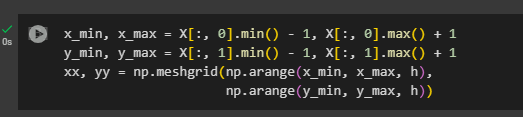 x_min, x_max = X[:, 0].min() - 1, X[:, 0].max() + 1
y_min, y_max = X[:, 1].min() - 1, X[:, 1].max() + 1
xx, yy = np.meshgrid(np.arange(x_min, x_max, h),
np.arange(y_min, y_max, h))
0s